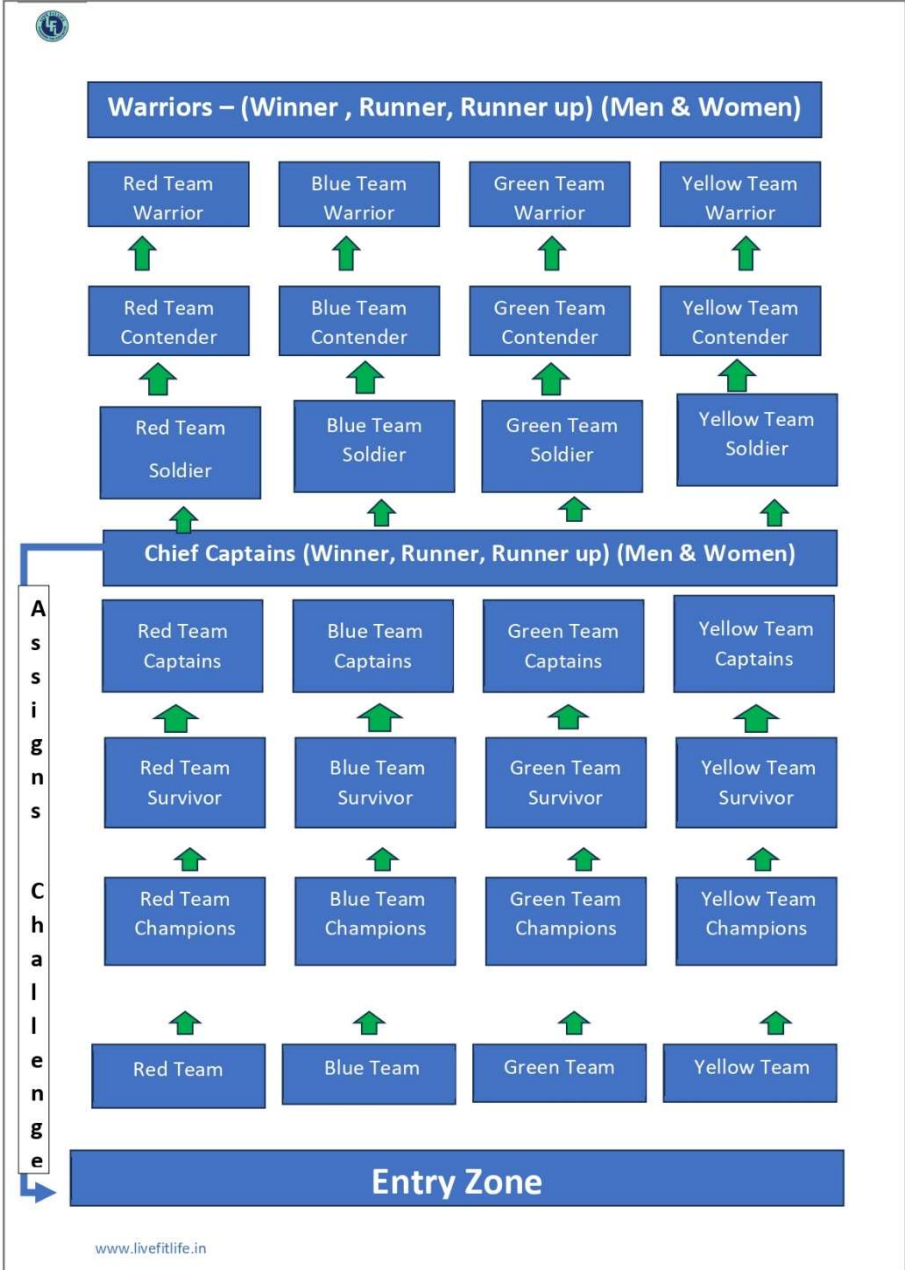 Warriors – (Winner , Runner, Runner up) (Men & Women)
Red Team
Warrior
Blue Team
Warrior
Green Team
Warrior
Yellow Team
Warrior
Red Team
Contender
Blue Team
Contender
Green Team
Contender
Yellow Team
Contender
Red Team
Soldier
Blue Team
Soldier
Green Team
Soldier
Yellow Team
Soldier
Chief Captains (Winner, Runner, Runner up) (Men & Women)
Assigns Challenge
Red Team
Captains
Blue Team
Captains
Green Team
Captains
Yellow Team
Captains
Red Team
Survivor
Blue Team
Survivor
Green Team
Survivor
Yellow Team
Survivor
Red Team
Champions
Blue Team
Champions
Green Team
Champions
Yellow Team
Champions
Red Team
Blue Team
Green Team
Yellow Team
Entry Zone
www.livefitlife.in